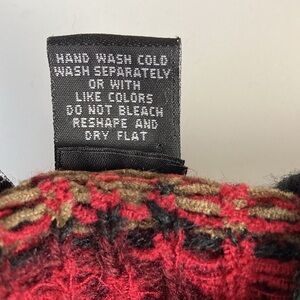 HAND WASH COLD
WASH SEPARATELY
OR WITH
LIKE COLORS
DO NOT BLEACH
RESHAPE AND
DRY FLAT